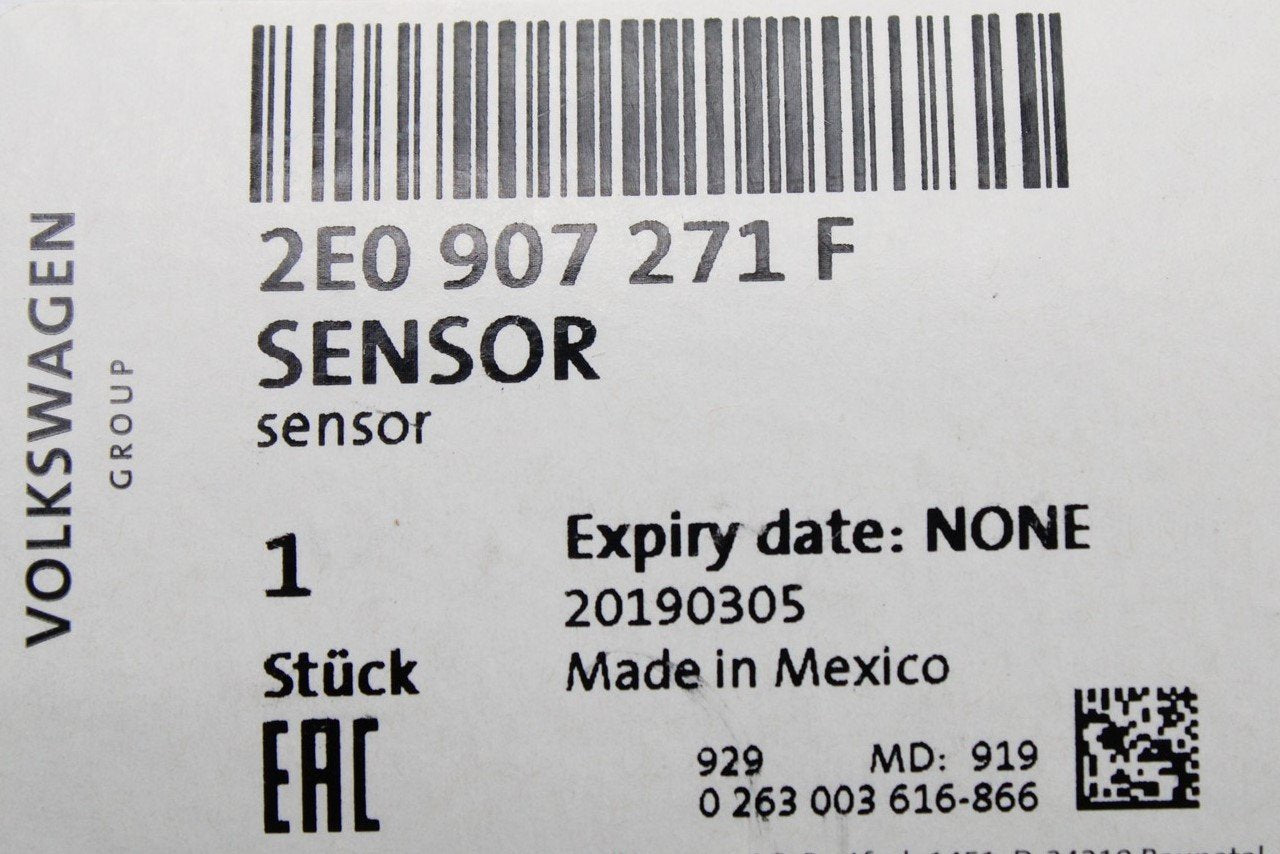 VOLKSWAGEN
GROUP
2E0 907 271 F
SENSOR
sensor
1
Stück
EAC
Expiry date: NONE
20190305
Made in Mexico
929 MD: 919
0 263 003 616-866